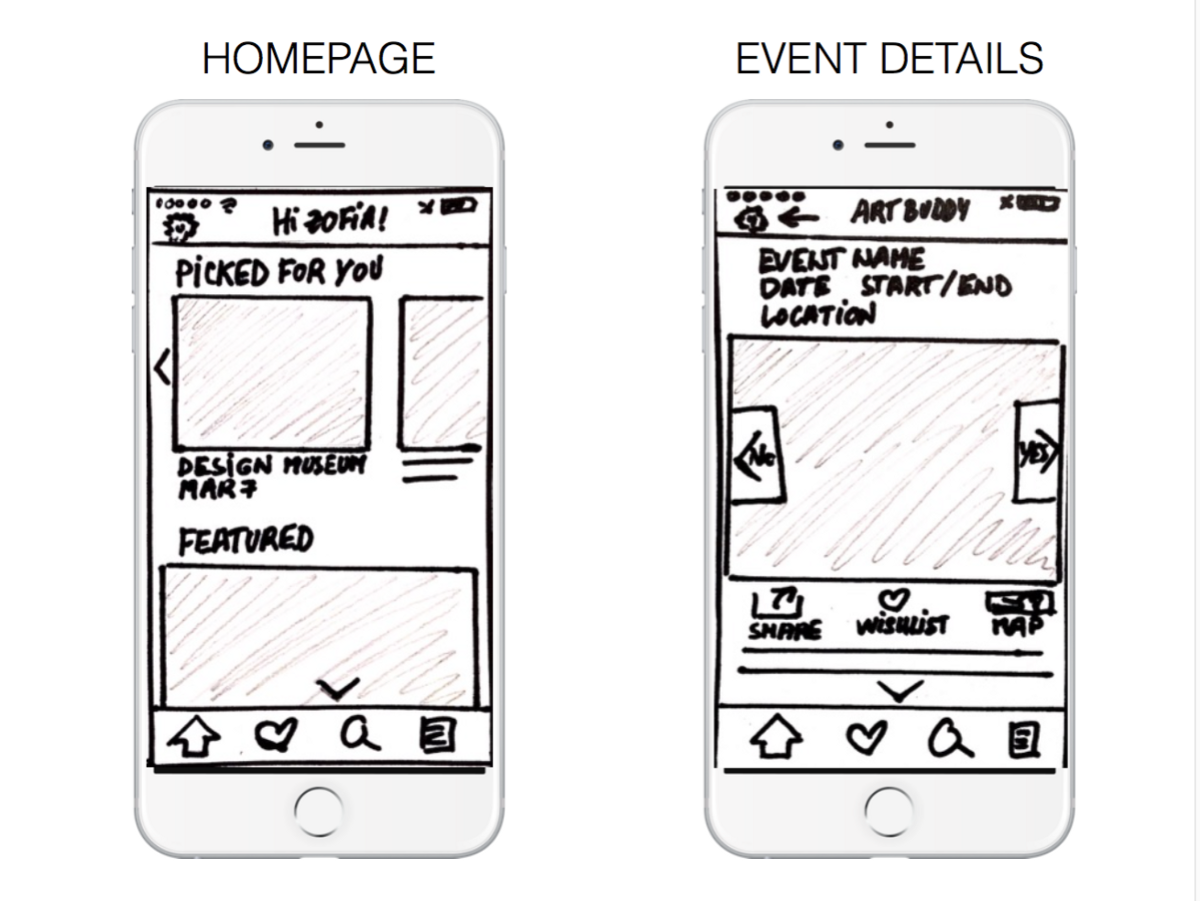 HOMEPAGE
Hi ZOFIA!
PICKED FOR YOU
DESIGN MUSEUM
MAR 7
FEATURED
EVENT DETAILS
ART BUDDY
EVENT NAME
DATE START/END
LOCATION
NO
YES
SHARE WISHLIST MAP